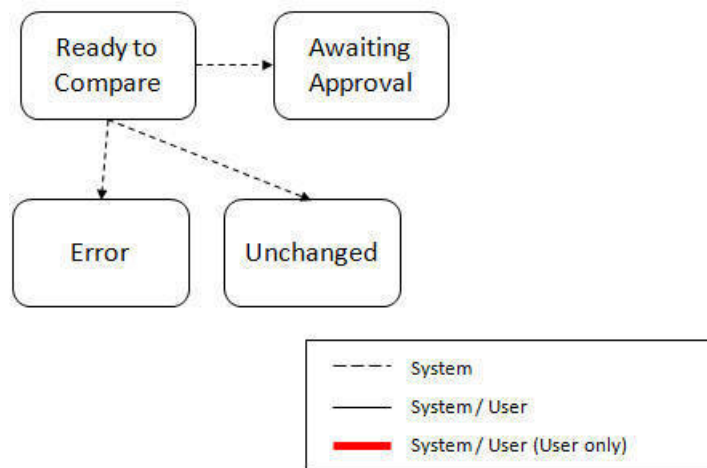 Ready to
Compare
Awaiting
Approval
Error
Unchanged
System
System / User
System / User (User only)